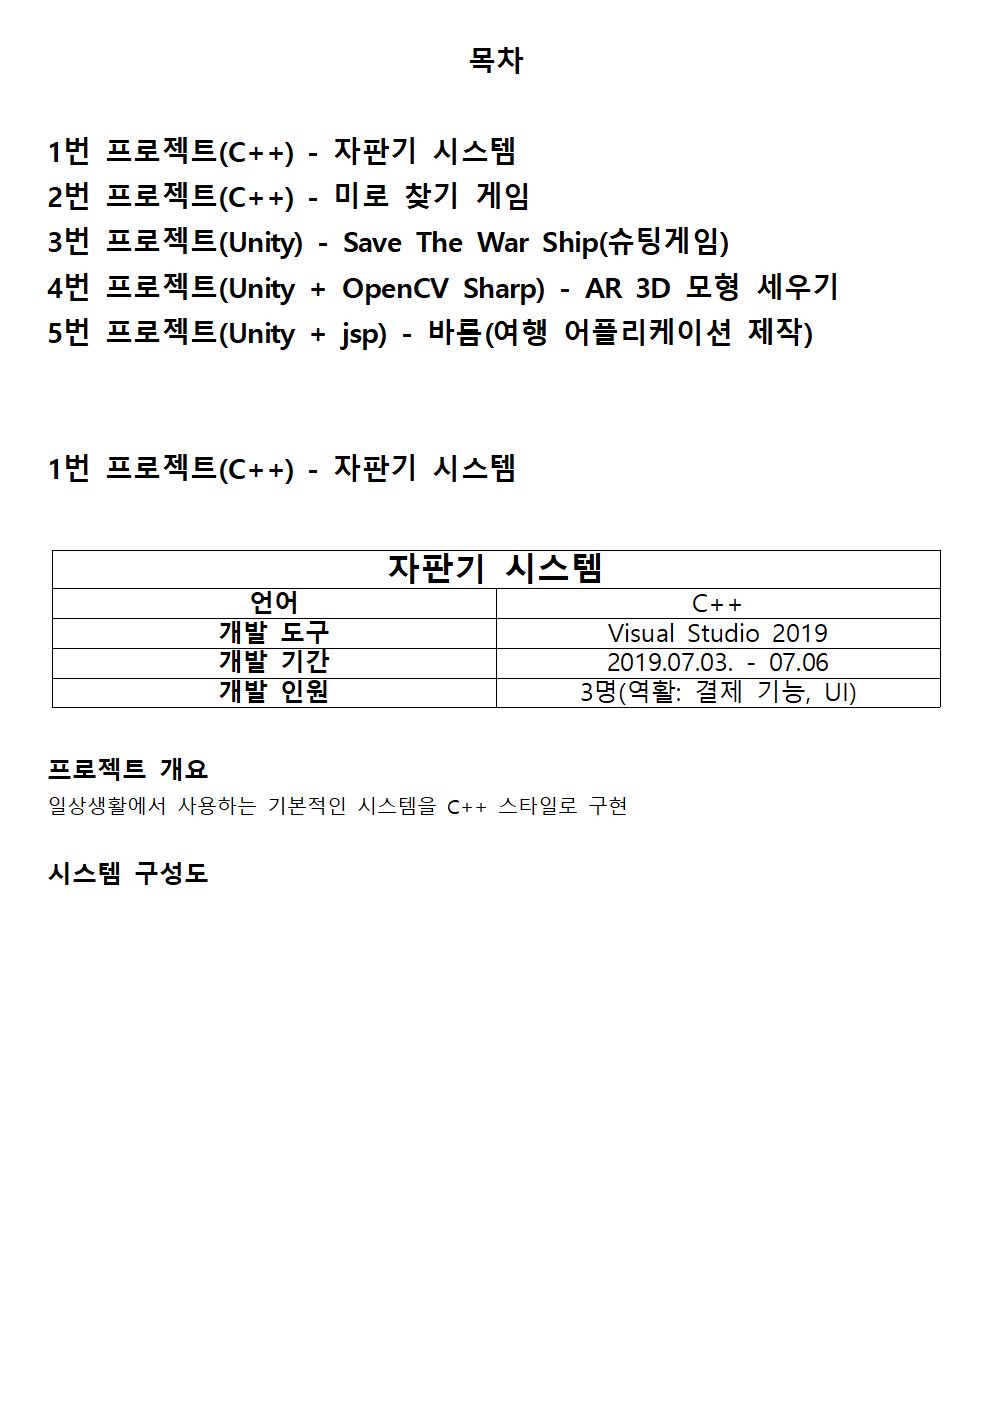 목차
1번 프로젝트(C++) - 자판기 시스템
2번 프로젝트(C++) - 미로 찾기 게임
3번 프로젝트(Unity) - Save The War Ship(슈팅게임)
4번 프로젝트(Unity + OpenCV Sharp) - AR 3D 모형 세우기
5번 프로젝트(Unity + jsp) - 바름(여행 어플리케이션 제작)
1번 프로젝트(C++) - 자판기 시스템
자판기 시스템
언어 C++
개발 도구 Visual Studio 2019
개발 기간 2019.07.03. - 07.06
개발 인원 3명(역활: 결제 기능, UI)
프로젝트 개요
일상생활에서 사용하는 기본적인 시스템을 C++ 스타일로 구현
시스템 구성도